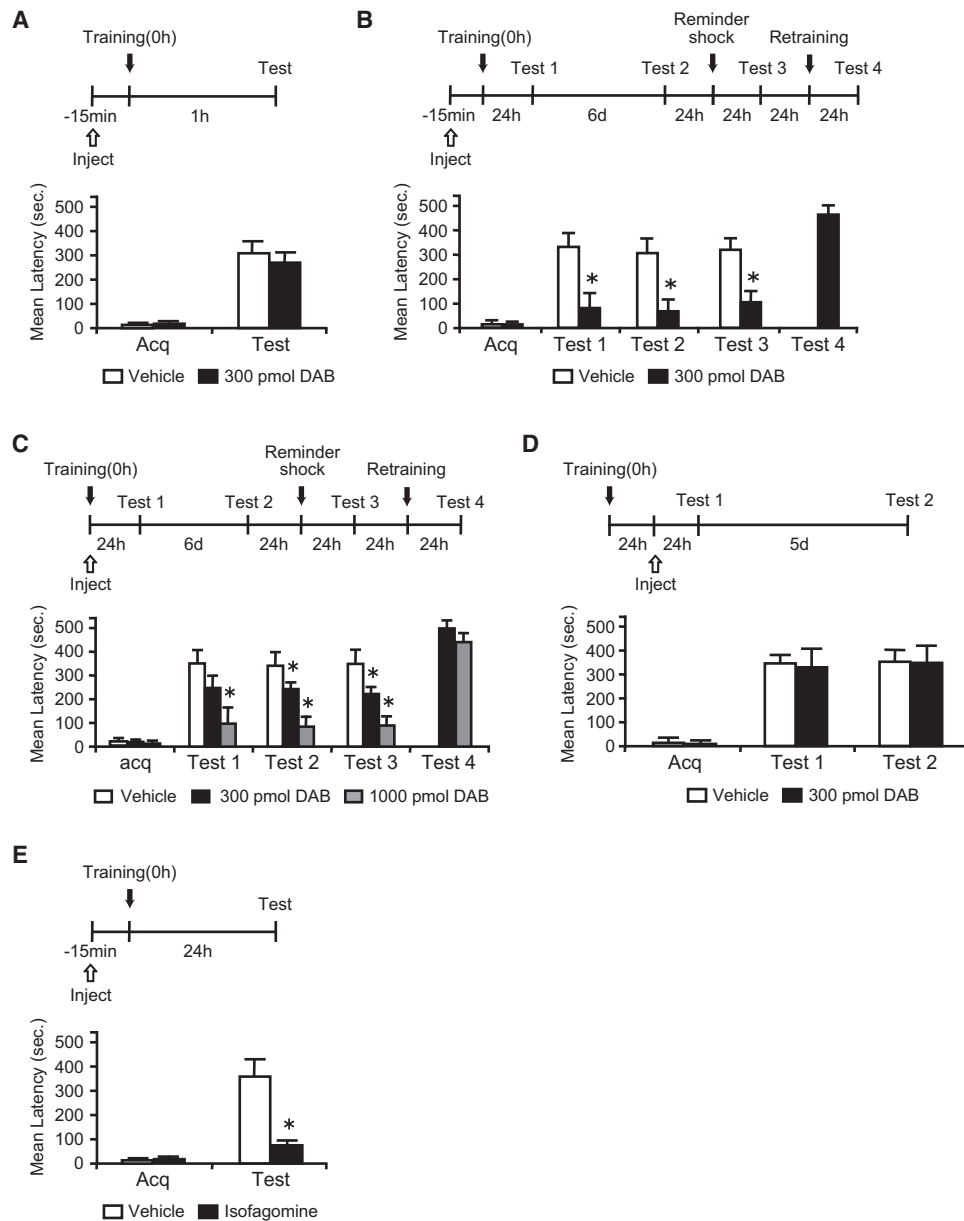 A
Training(0h)
Test
-15min
1h
Inject
Mean Latency (sec.)
500
400
300
200
100
0
Acq
Test
Vehicle
300 pmol DAB
B
Reminder
shock
Training(0h)
Retraining
Test 1
Test 2
Test 3
Test 4
-15min
24h
6d
24h
24h
24h
24h
Inject
Mean Latency (sec.)
500
400
300
200
100
0
*
*
*
Acq
Test 1
Test 2
Test 3
Test 4
Vehicle
300 pmol DAB
C
Reminder
shock
Training(0h)
Retraining
Test 1
Test 2
Test 3
Test 4
24h
6d
24h
24h
24h
24h
Inject
Mean Latency (sec.)
500
400
300
200
100
0
*
*
*
*
*
acq
Test 1
Test 2
Test 3
Test 4
Vehicle
300 pmol DAB
1000 pmol DAB
D
Training(0h)
Test 1
Test 2
24h
24h
5d
Inject
Mean Latency (sec.)
500
400
300
200
100
0
Acq
Test 1
Test 2
Vehicle
300 pmol DAB
E
Training(0h)
Test
-15min
24h
Inject
Mean Latency (sec.)
500
400
300
200
100
0
*
Acq
Test
Vehicle
Isofagomine